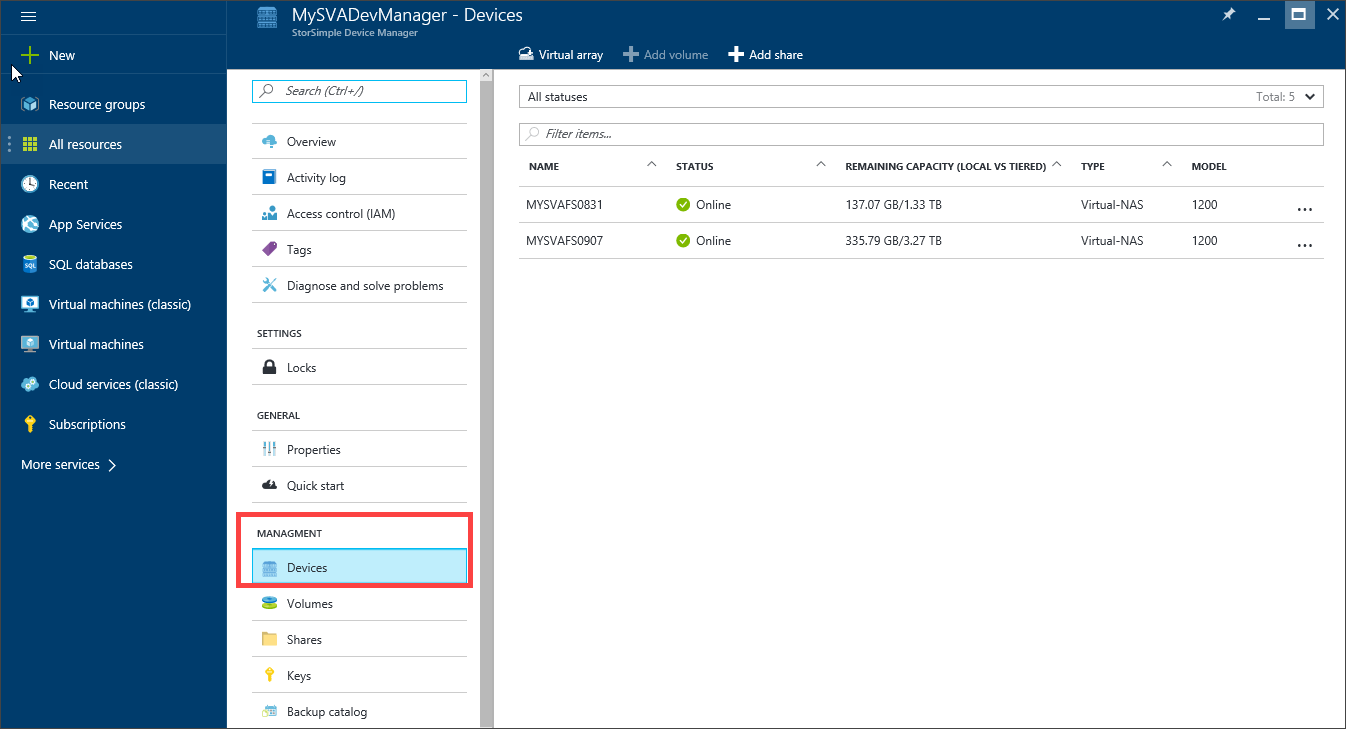 MySVADevManager - Devices
StorSimple Device Manager
New
Resource groups
All resources
Recent
App Services
SQL
SQL databases
Virtual machines (classic)
Virtual machines
Cloud services (classic)
Subscriptions
More services
Search (Ctrl+/)
Overview
Activity log
Access control (IAM)
Tags
Diagnose and solve problems
SETTINGS
Locks
GENERAL
Properties
Quick start
MANAGMENT
Devices
Volumes
Shares
Keys
Backup catalog
Virtual array Add volume Add share
All statuses Total: 5
Filter items...
NAME STATUS REMAINING CAPACITY (LOCAL VS TIERED) TYPE MODEL
MYSVAFS0831 Online 137.07 GB/1.33 TB Virtual-NAS 1200 ...
MYSVAFS0907 Online 335.79 GB/3.27 TB Virtual-NAS 1200 ...